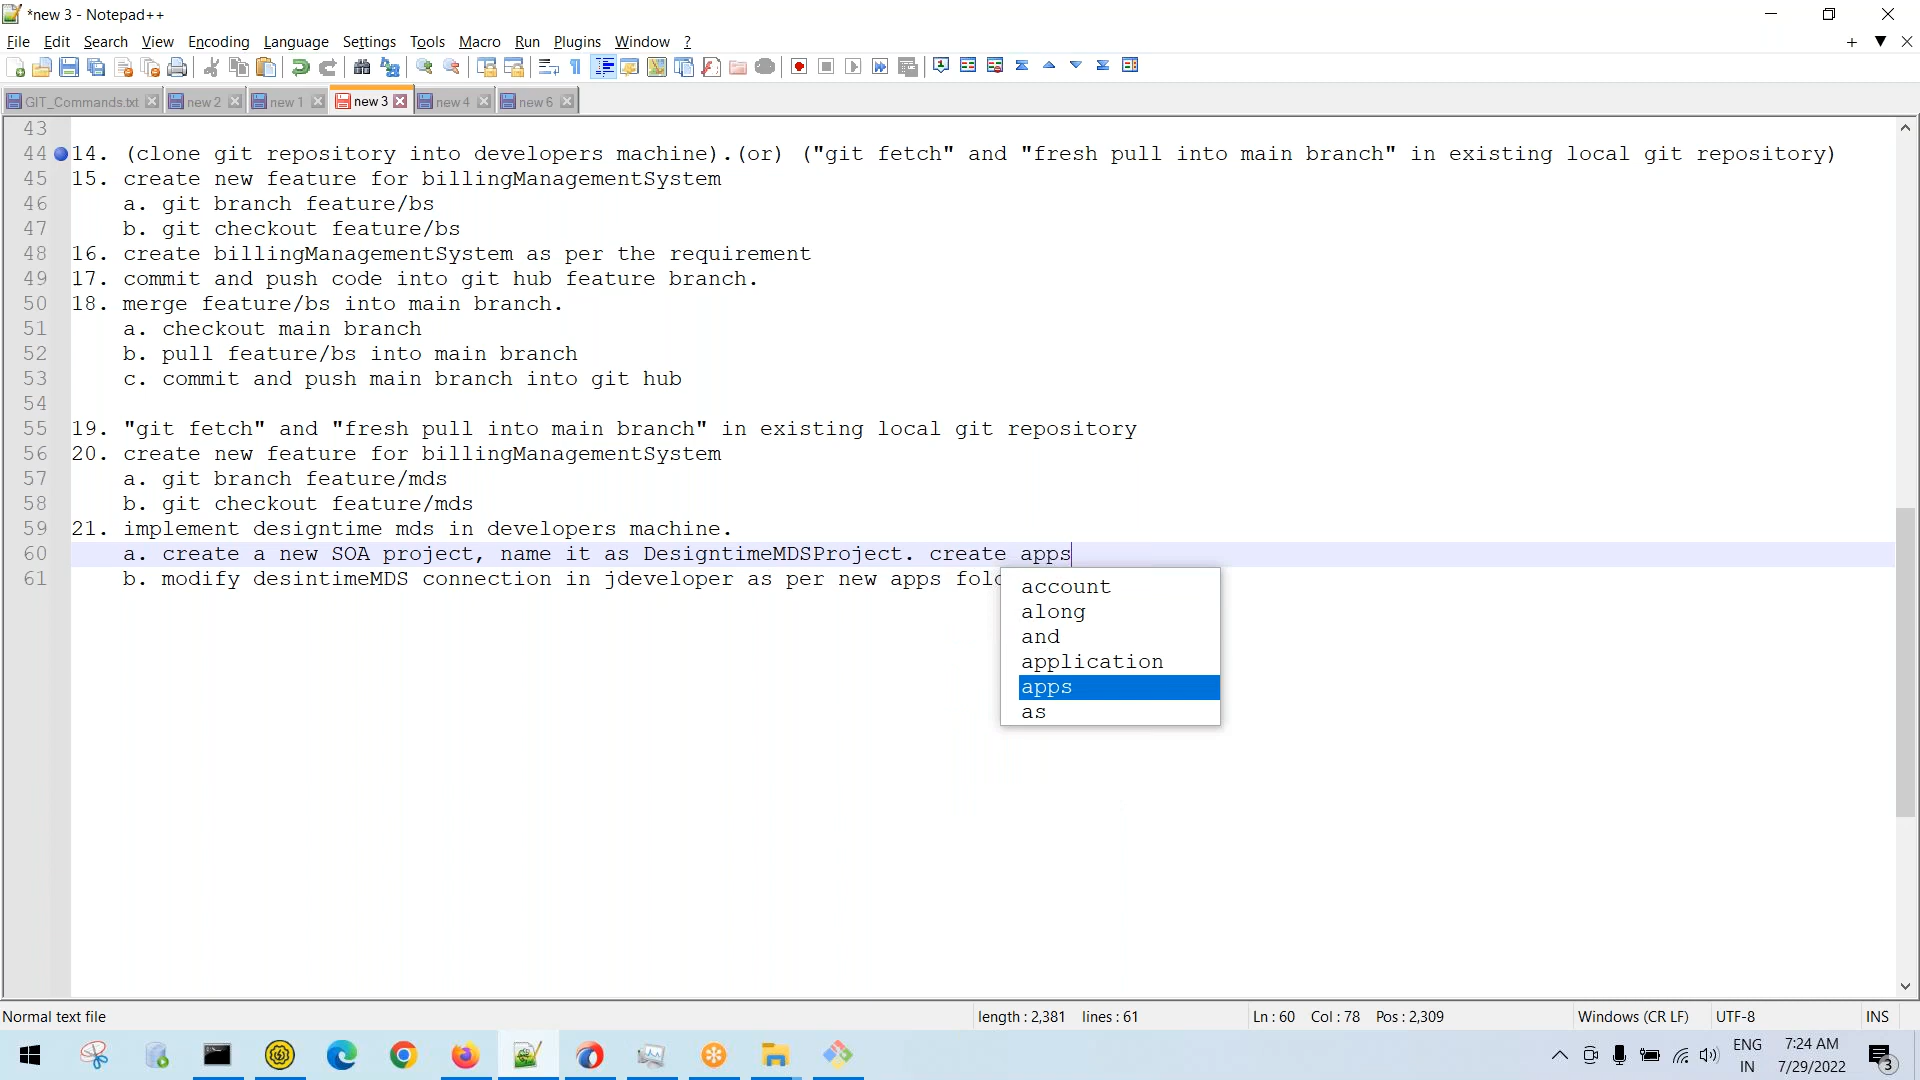 *new 3 - Notepad++
File Edit Search View Encoding Language Settings Tools Macro Run Plugins Window ?
GIT_Commands.txt new 2 new 1 new 3 new 4 new 6
43
44 14. (clone git repository into developers machine).(or) ("git fetch" and "fresh pull into main branch" in existing local git repository)
45 15. create new feature for billingManagementSystem
46 a. git branch feature/bs
47 b. git checkout feature/bs
48 16. create billingManagementSystem as per the requirement
49 17. commit and push code into git hub feature branch.
50 18. merge feature/bs into main branch.
51 a. checkout main branch
52 b. pull feature/bs into main branch
53 c. commit and push main branch into git hub
54
55 19. "git fetch" and "fresh pull into main branch" in existing local git repository
56 20. create new feature for billingManagementSystem
57 a. git branch feature/mds
58 b. git checkout feature/mds
59 21. implement designtime mds in developers machine.
60 a. create a new SOA project, name it as DesigntimeMDSProject. create apps
61 b. modify desintimeMDS connection in jdeveloper as per new apps fol
account
along
and
application
apps
as
Normal text file length : 2,381 lines : 61 Ln : 60 Col : 78 Pos : 2,309 Windows (CR LF) UTF-8 INS
ENG
IN
7:24 AM
7/29/2022
3